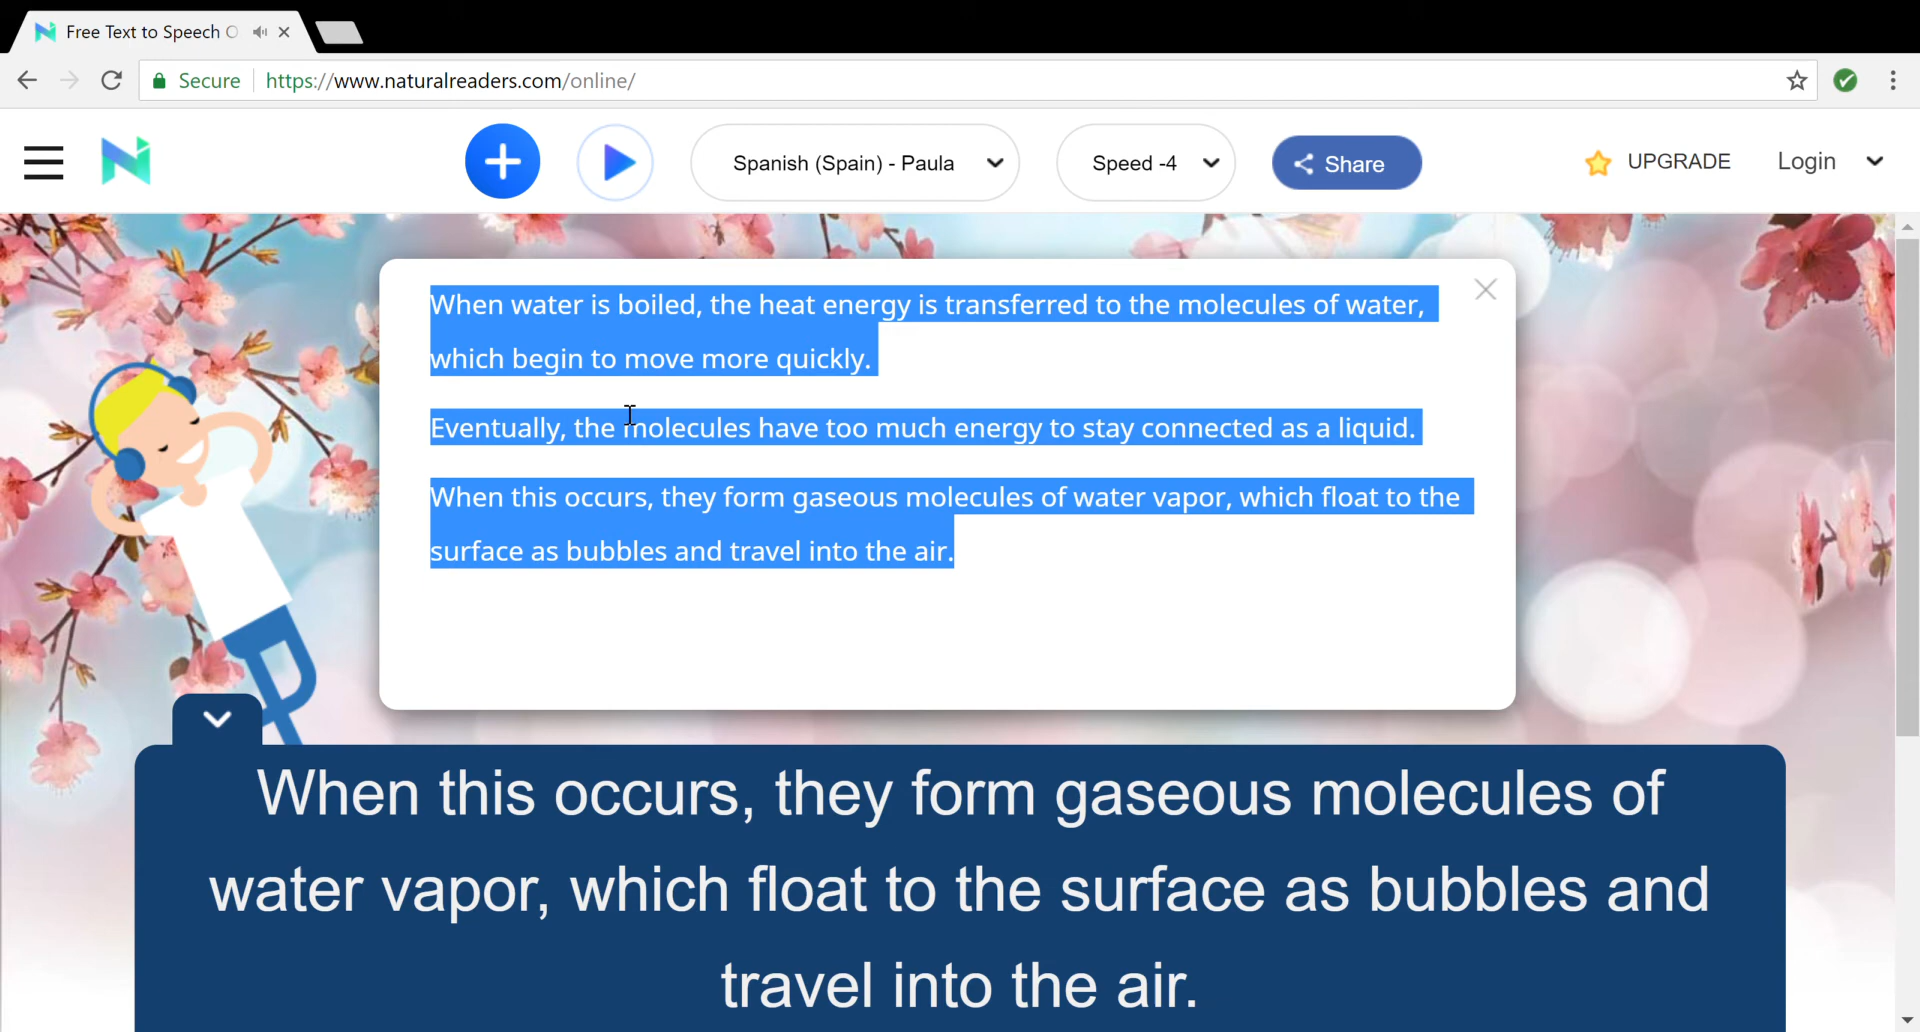 Free Text to Speech O
Secure https://www.naturalreaders.com/online/
Spanish (Spain) - Paula
Speed -4
Share
UPGRADE
Login
When water is boiled, the heat energy is transferred to the molecules of water,
which begin to move more quickly.
Eventually, the molecules have too much energy to stay connected as a liquid.
When this occurs, they form gaseous molecules of water vapor, which float to the
surface as bubbles and travel into the air.
When this occurs, they form gaseous molecules of
water vapor, which float to the surface as bubbles and
travel into the air.